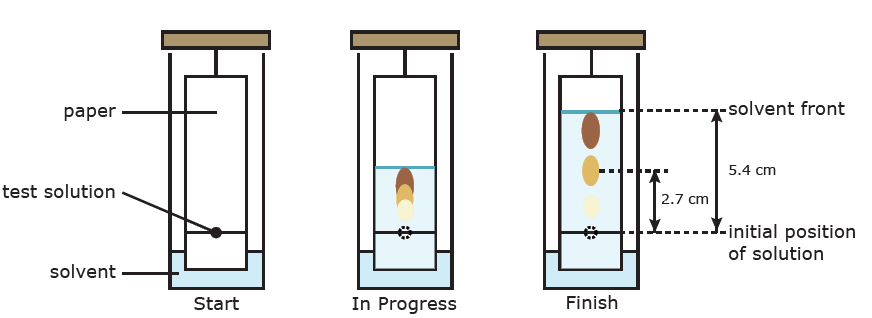 paper
test solution
solvent
Start
In Progress
Finish
solvent front
5.4 cm
2.7 cm
initial position
of solution